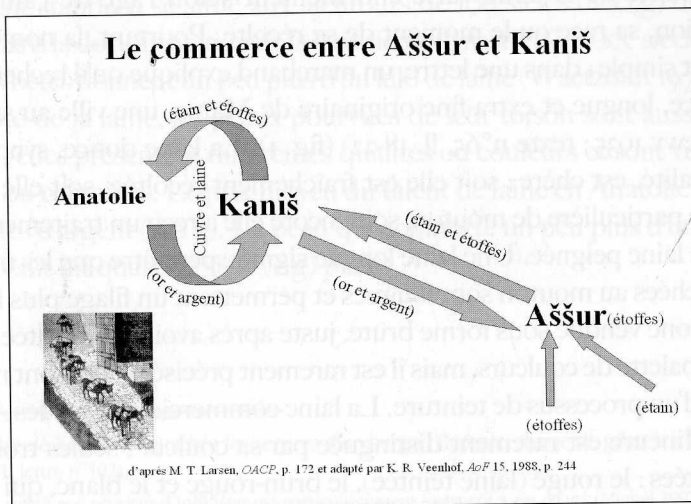 Le commerce entre Aššur et Kaniš
(étain et étoffes)
Anatolie
Cuivre et laine
Kaniš
(étain et étoffes)
(or et argent)
(or et argent)
Aššur (étoffes)
(étoffes)
(étain)
d'après M. T. Larsen, OACP, p. 172 et adapté par K. R. Veenhof, AoF 15, 1988, p. 244